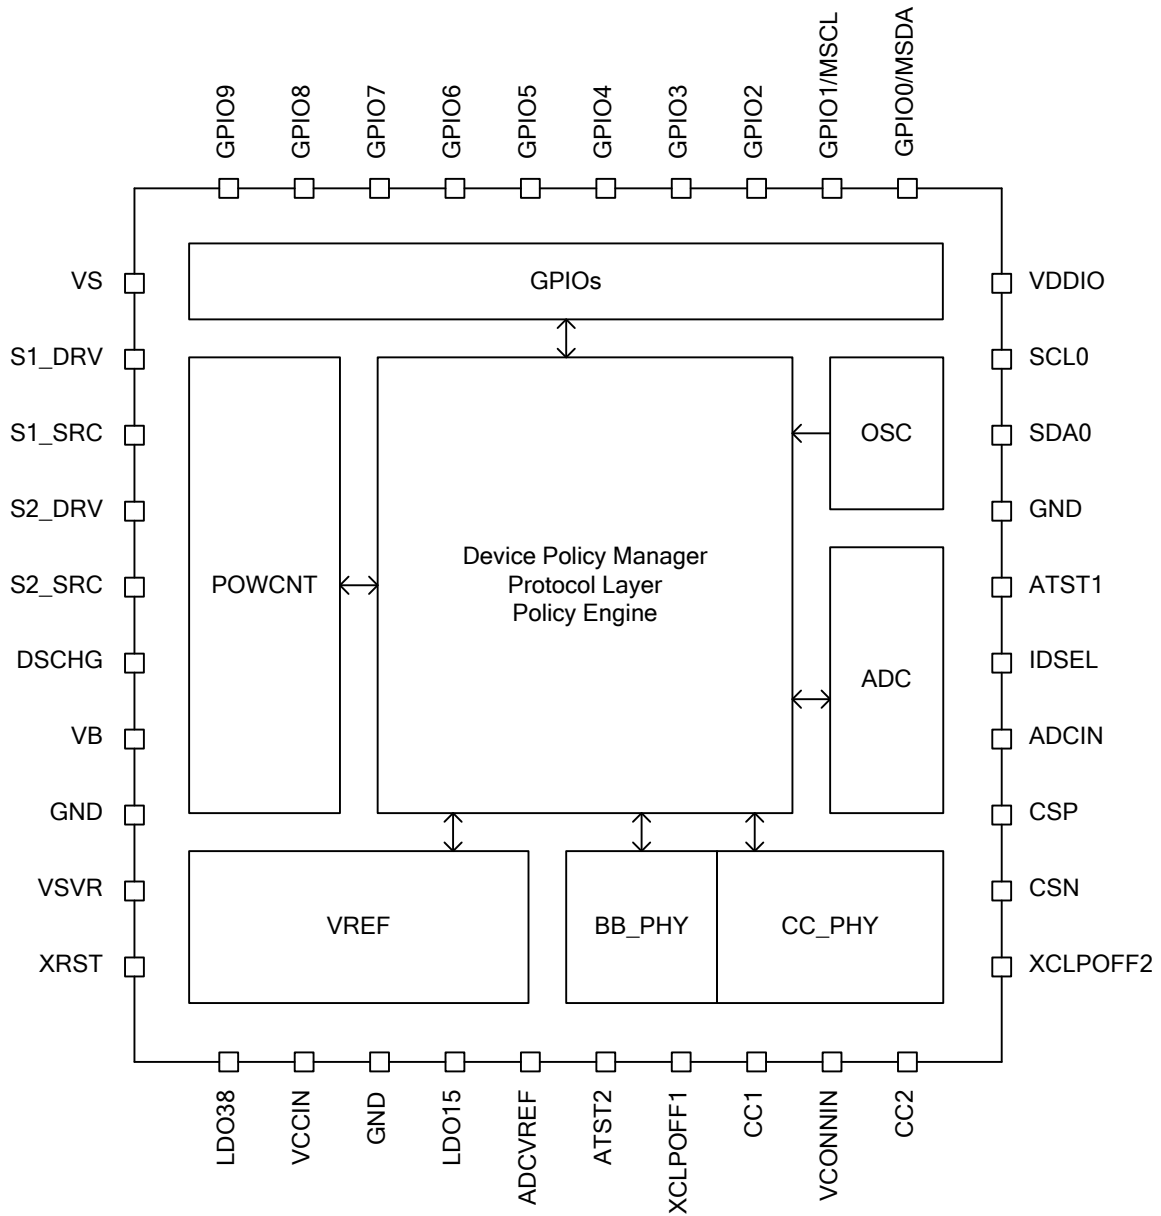 GPIO9
GPIO8
GPIO7
GPIO6
GPIO5
GPIO4
GPIO3
GPIO2
GPIO1/MSCL
GPIO0/MSDA
VS
S1_DRV
S1_SRC
S2_DRV
S2_SRC
DSCHG
VB
GND
VSVR
XRST
GPIOs
POWCNT
Device Policy Manager
Protocol Layer
Policy Engine
OSC
ADC
VREF
BB_PHY
CC_PHY
VDDIO
SCL0
SDA0
GND
ATST1
IDSEL
ADCIN
CSP
CSN
XCLPOFF2
LDO38
VCCIN
GND
LDO15
ADCVREF
ATST2
XCLPOFF1
CC1
VCONNIN
CC2